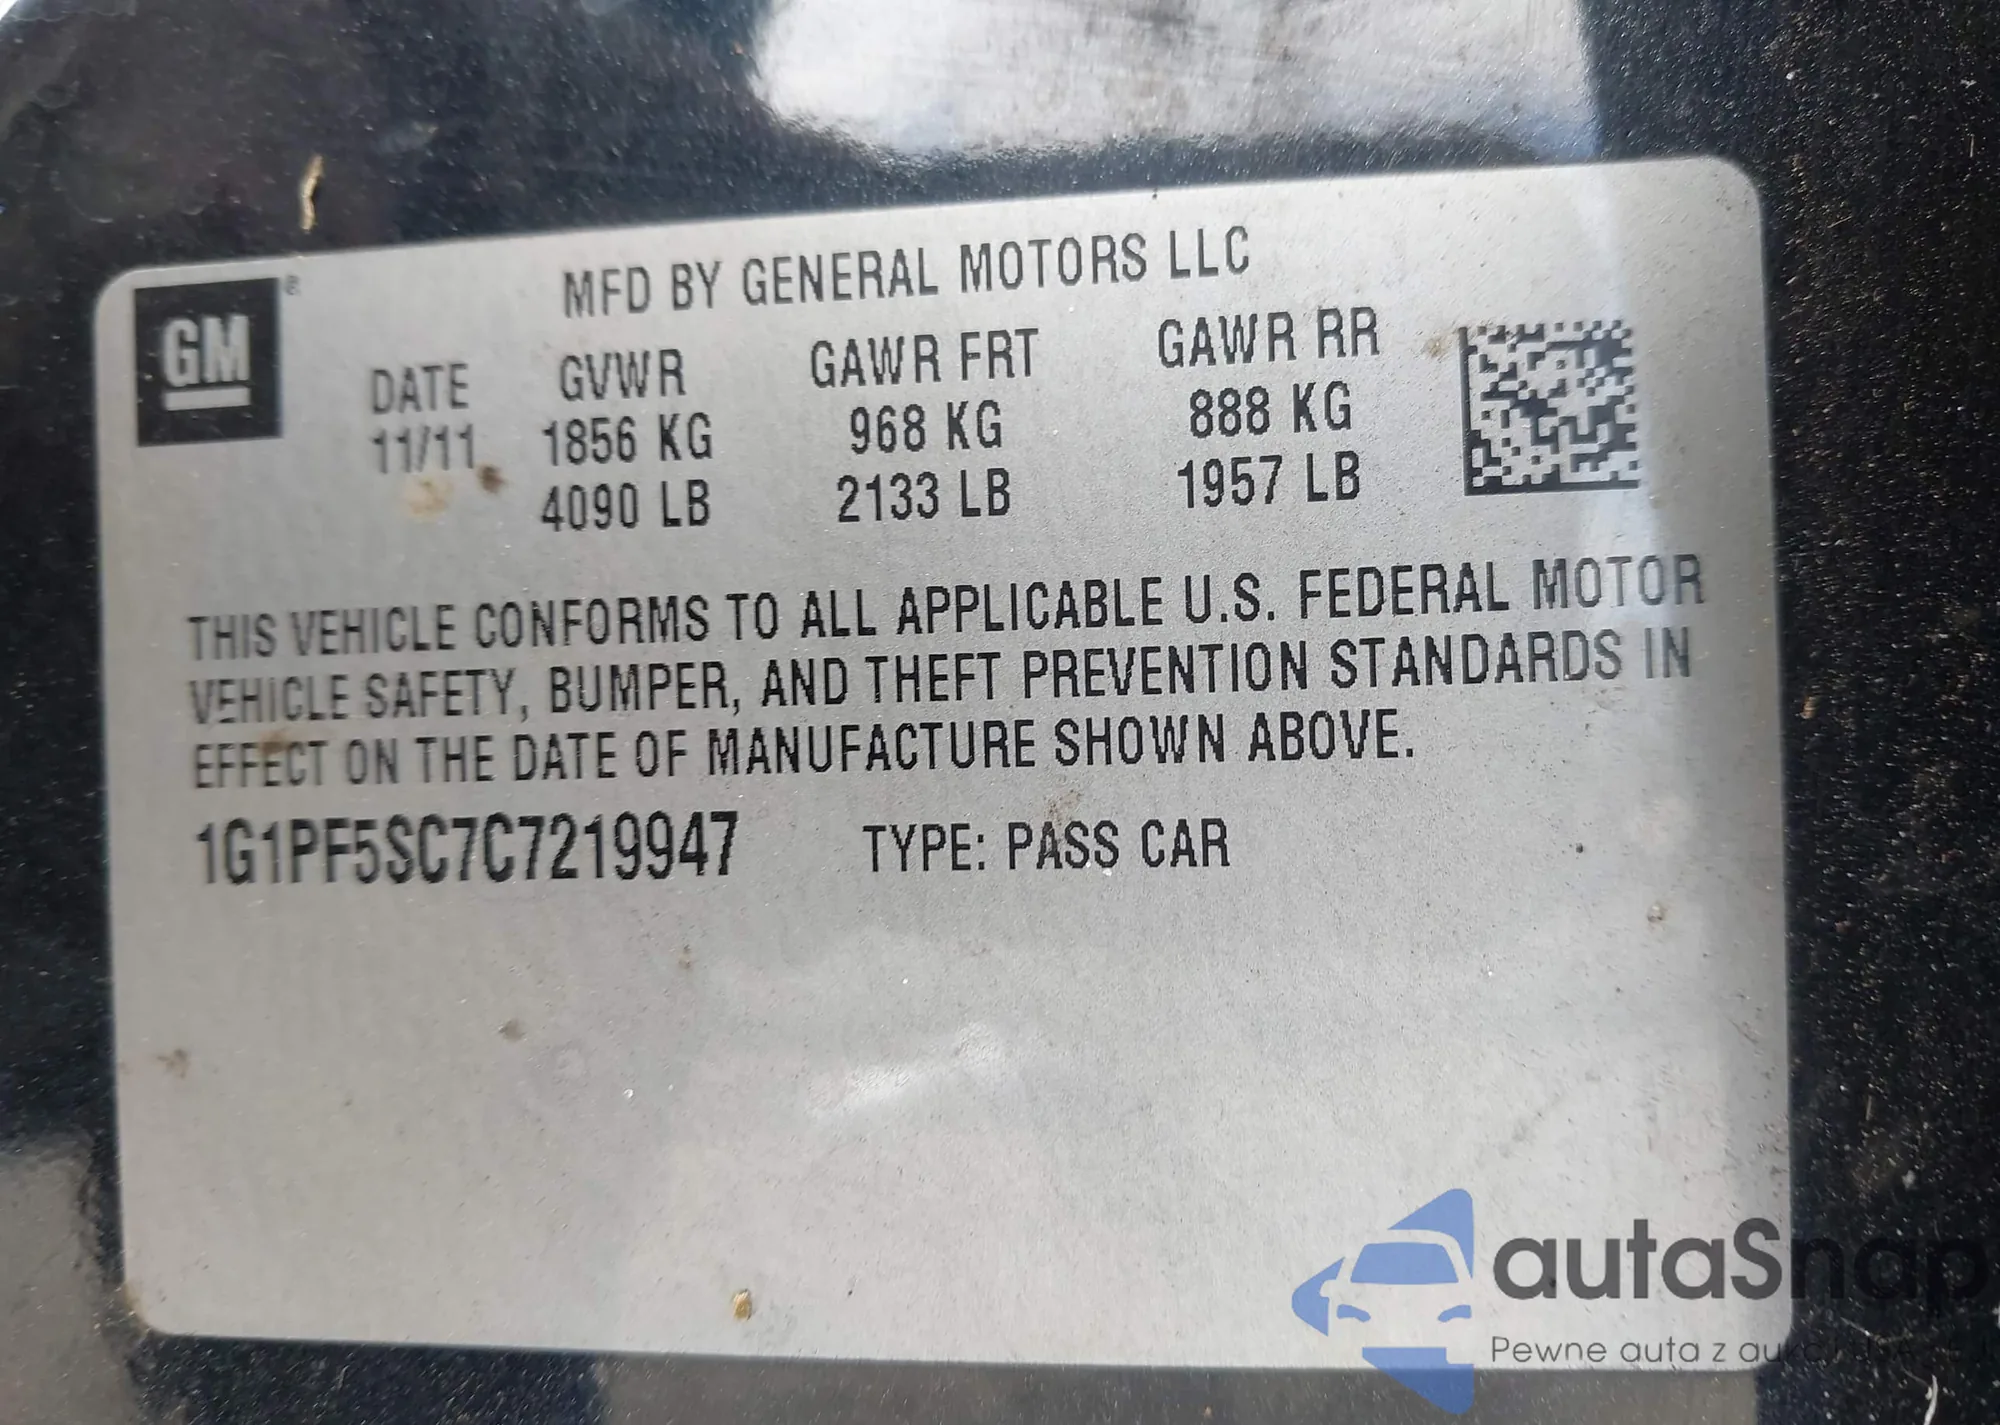 MFD BY GENERAL MOTORS LLC
GM ®
DATE GVWR GAWR FRT GAWR RR
11/11 1856 KG 968 KG 888 KG
4090 LB 2133 LB 1957 LB
THIS VEHICLE CONFORMS TO ALL APPLICABLE U.S. FEDERAL MOTOR
VEHICLE SAFETY, BUMPER, AND THEFT PREVENTION STANDARDS IN
EFFECT ON THE DATE OF MANUFACTURE SHOWN ABOVE.
1G1PF5SC7C7219947 TYPE: PASS CAR
autaSnap
Pewne auta z